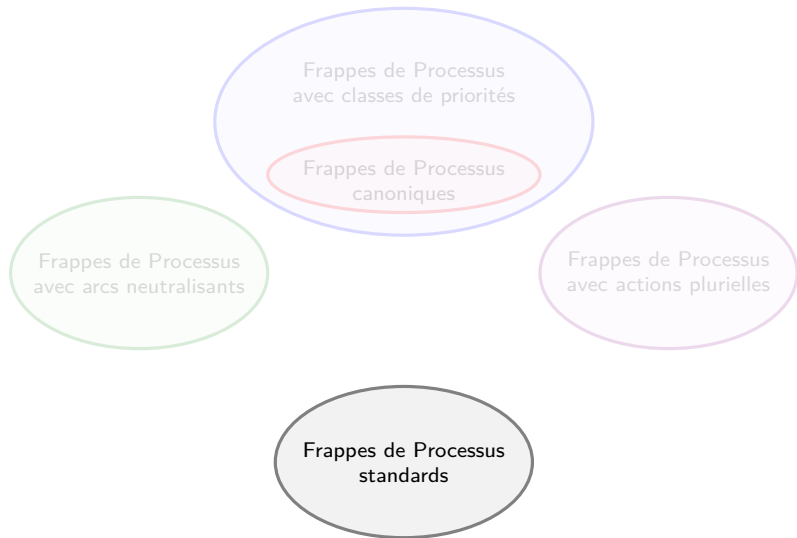 Frappes de Processus
avec classes de priorités
Frappes de Processus
canoniques
Frappes de Processus
avec arcs neutralisants
Frappes de Processus
avec actions plurielles
Frappes de Processus
standards